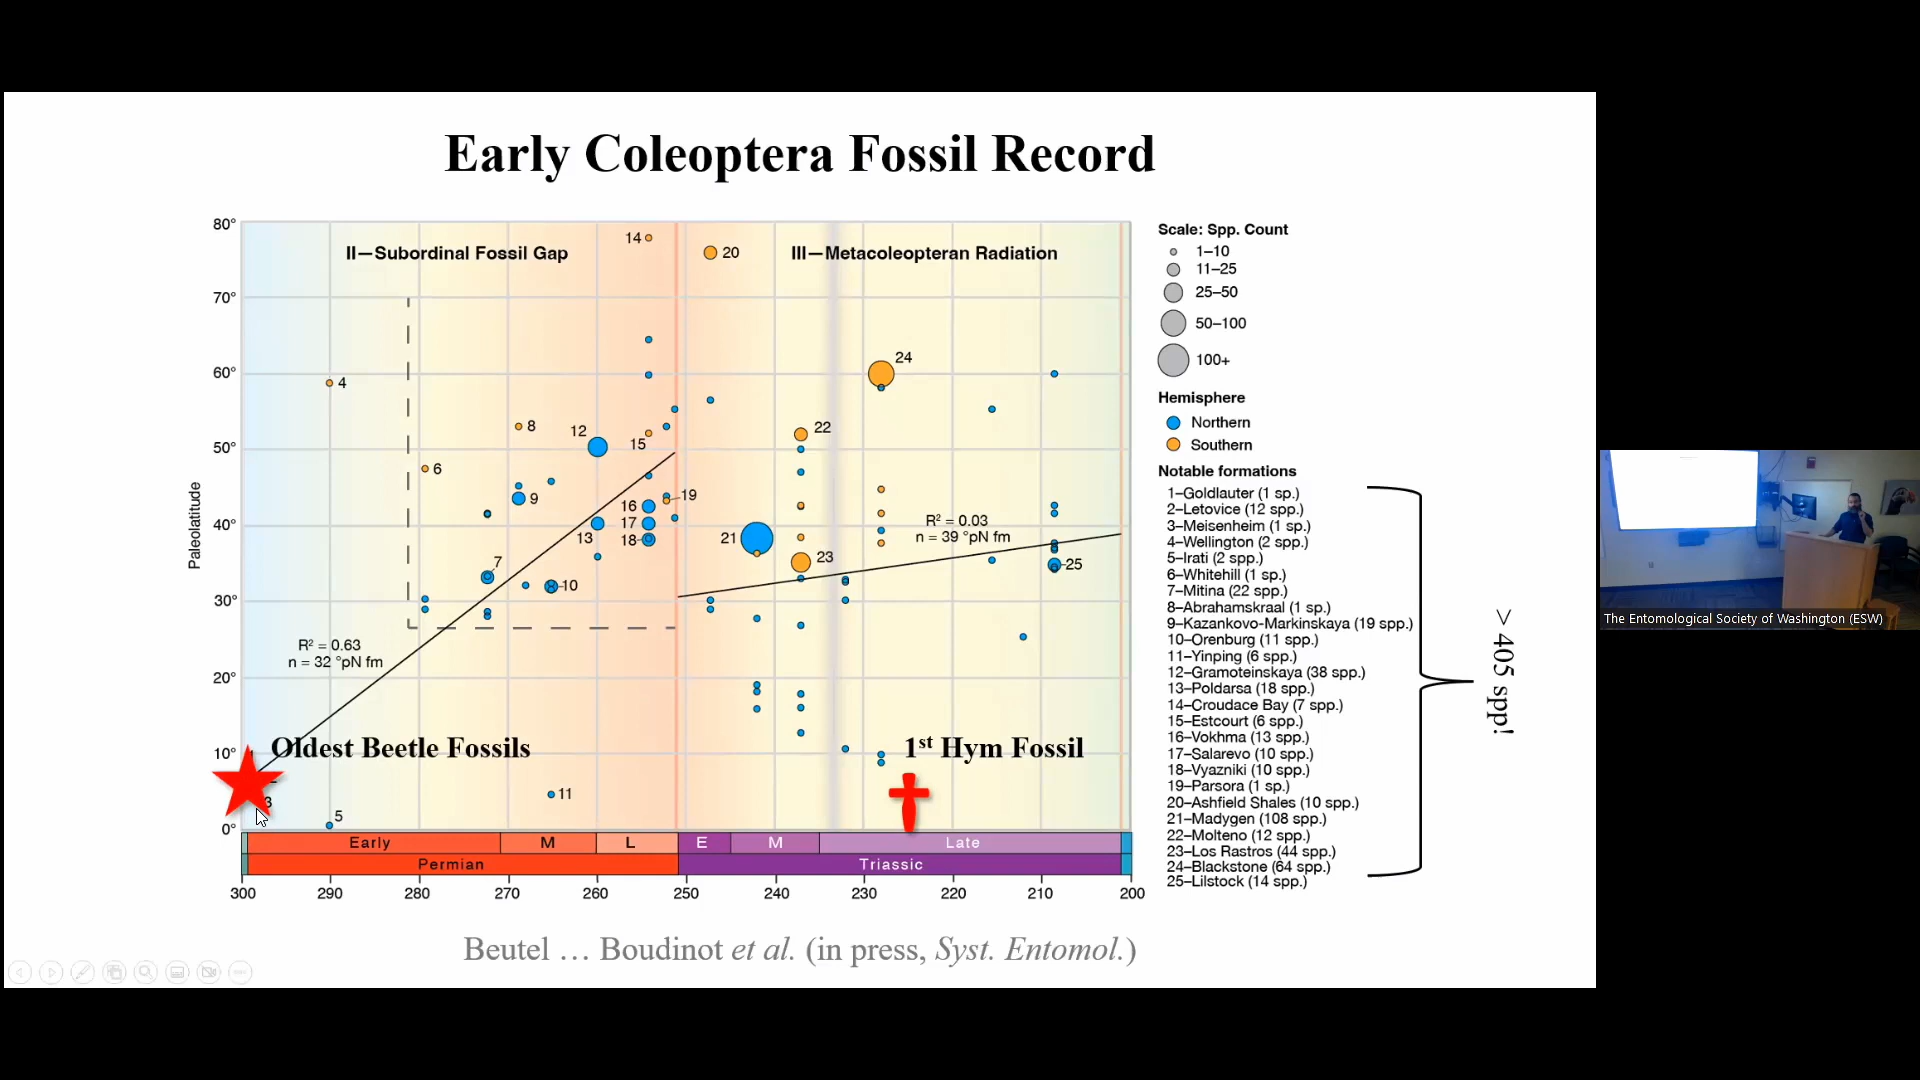 Early Coleoptera Fossil Record
II—Subordinal Fossil Gap
III—Metacoleopteran Radiation
Paleolatitude
80°
70°
60°
50°
40°
30°
20°
10°
0°
14
20
4
24
8
12
15
22
6
9
19
16
17
18
13
21
23
7
10
25
11
5
3
R² = 0.63
n = 32 °pN fm
R² = 0.03
n = 39 °pN fm
Oldest Beetle Fossils
1st Hym Fossil
Early M L E M Late
Permian Triassic
300 290 280 270 260 250 240 230 220 210 200
Scale: Spp. Count
1–10
11–25
25–50
50–100
100+
Hemisphere
Northern
Southern
Notable formations
1–Goldlauter (1 sp.)
2–Letovice (12 spp.)
3–Meisenheim (1 sp.)
4–Wellington (2 spp.)
5–Irati (2 spp.)
6–Whitehill (1 sp.)
7–Mitina (22 spp.)
8–Abrahamskraal (1 sp.)
9–Kazankovo-Markinskaya (19 spp.)
10–Orenburg (11 spp.)
11–Yinping (6 spp.)
12–Gramoteinskaya (38 spp.)
13–Poldarsa (18 spp.)
14–Croudace Bay (7 spp.)
15–Estcourt (6 spp.)
16–Vokhma (13 spp.)
17–Salarevo (10 spp.)
18–Vyazniki (10 spp.)
19–Parsora (1 sp.)
20–Ashfield Shales (10 spp.)
21–Madygen (108 spp.)
22–Molteno (12 spp.)
23–Los Rastros (44 spp.)
24–Blackstone (64 spp.)
25–Lilstock (14 spp.)
> 405 spp!
Beutel … Boudinot et al. (in press, Syst. Entomol.)
The Entomological Society of Washington (ESW)